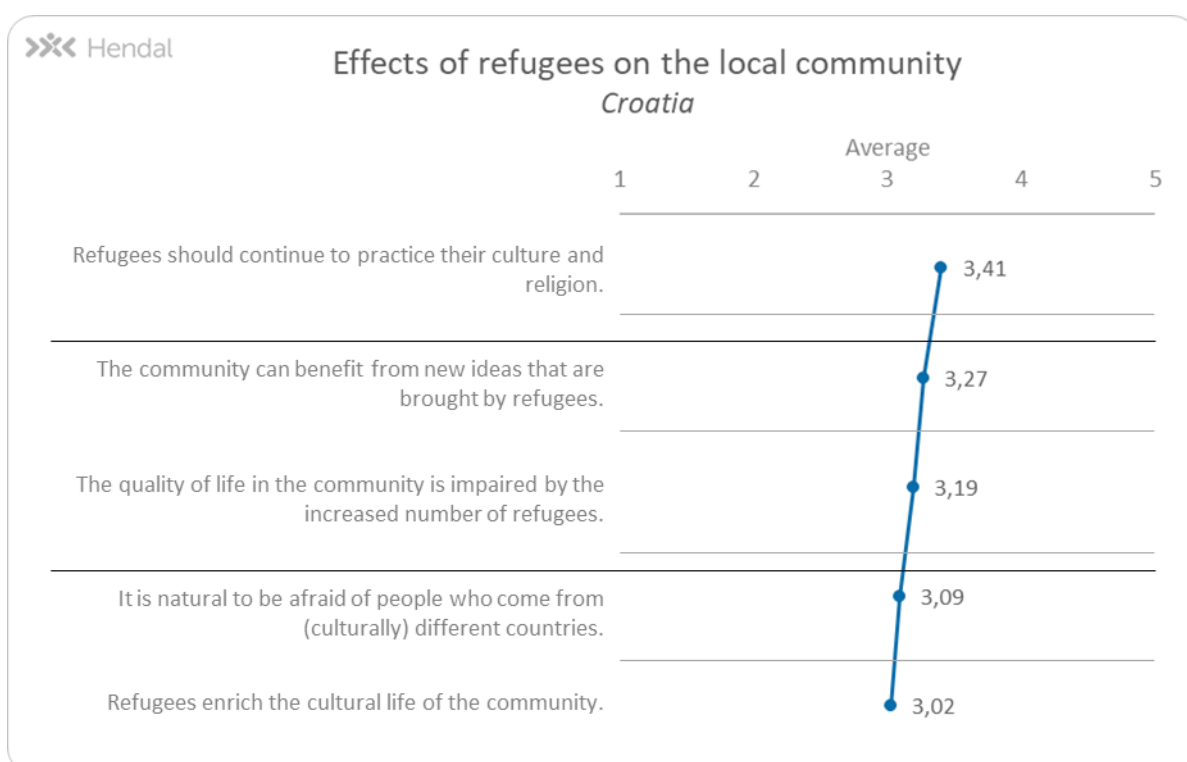 Hendal
Effects of refugees on the local community
Croatia
Average
1 2 3 4 5
Refugees should continue to practice their culture and
religion.
3,41
The community can benefit from new ideas that are
brought by refugees.
3,27
The quality of life in the community is impaired by the
increased number of refugees.
3,19
It is natural to be afraid of people who come from
(culturally) different countries.
3,09
Refugees enrich the cultural life of the community.
3,02